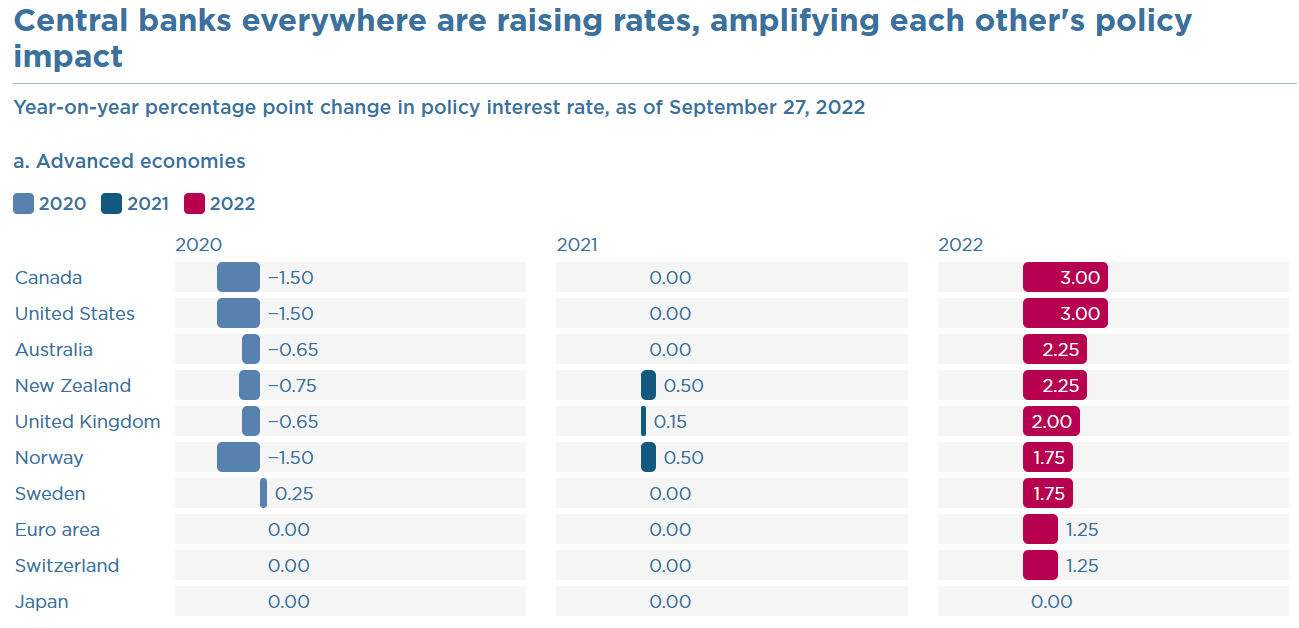 Central banks everywhere are raising rates, amplifying each other's policy
impact
Year-on-year percentage point change in policy interest rate, as of September 27, 2022
a. Advanced economies
2020 2021 2022
2020 2021 2022
Canada −1.50 0.00 3.00
United States −1.50 0.00 3.00
Australia −0.65 0.00 2.25
New Zealand −0.75 0.50 2.25
United Kingdom −0.65 0.15 2.00
Norway −1.50 0.50 1.75
Sweden 0.25 0.00 1.75
Euro area 0.00 0.00 1.25
Switzerland 0.00 0.00 1.25
Japan 0.00 0.00 0.00